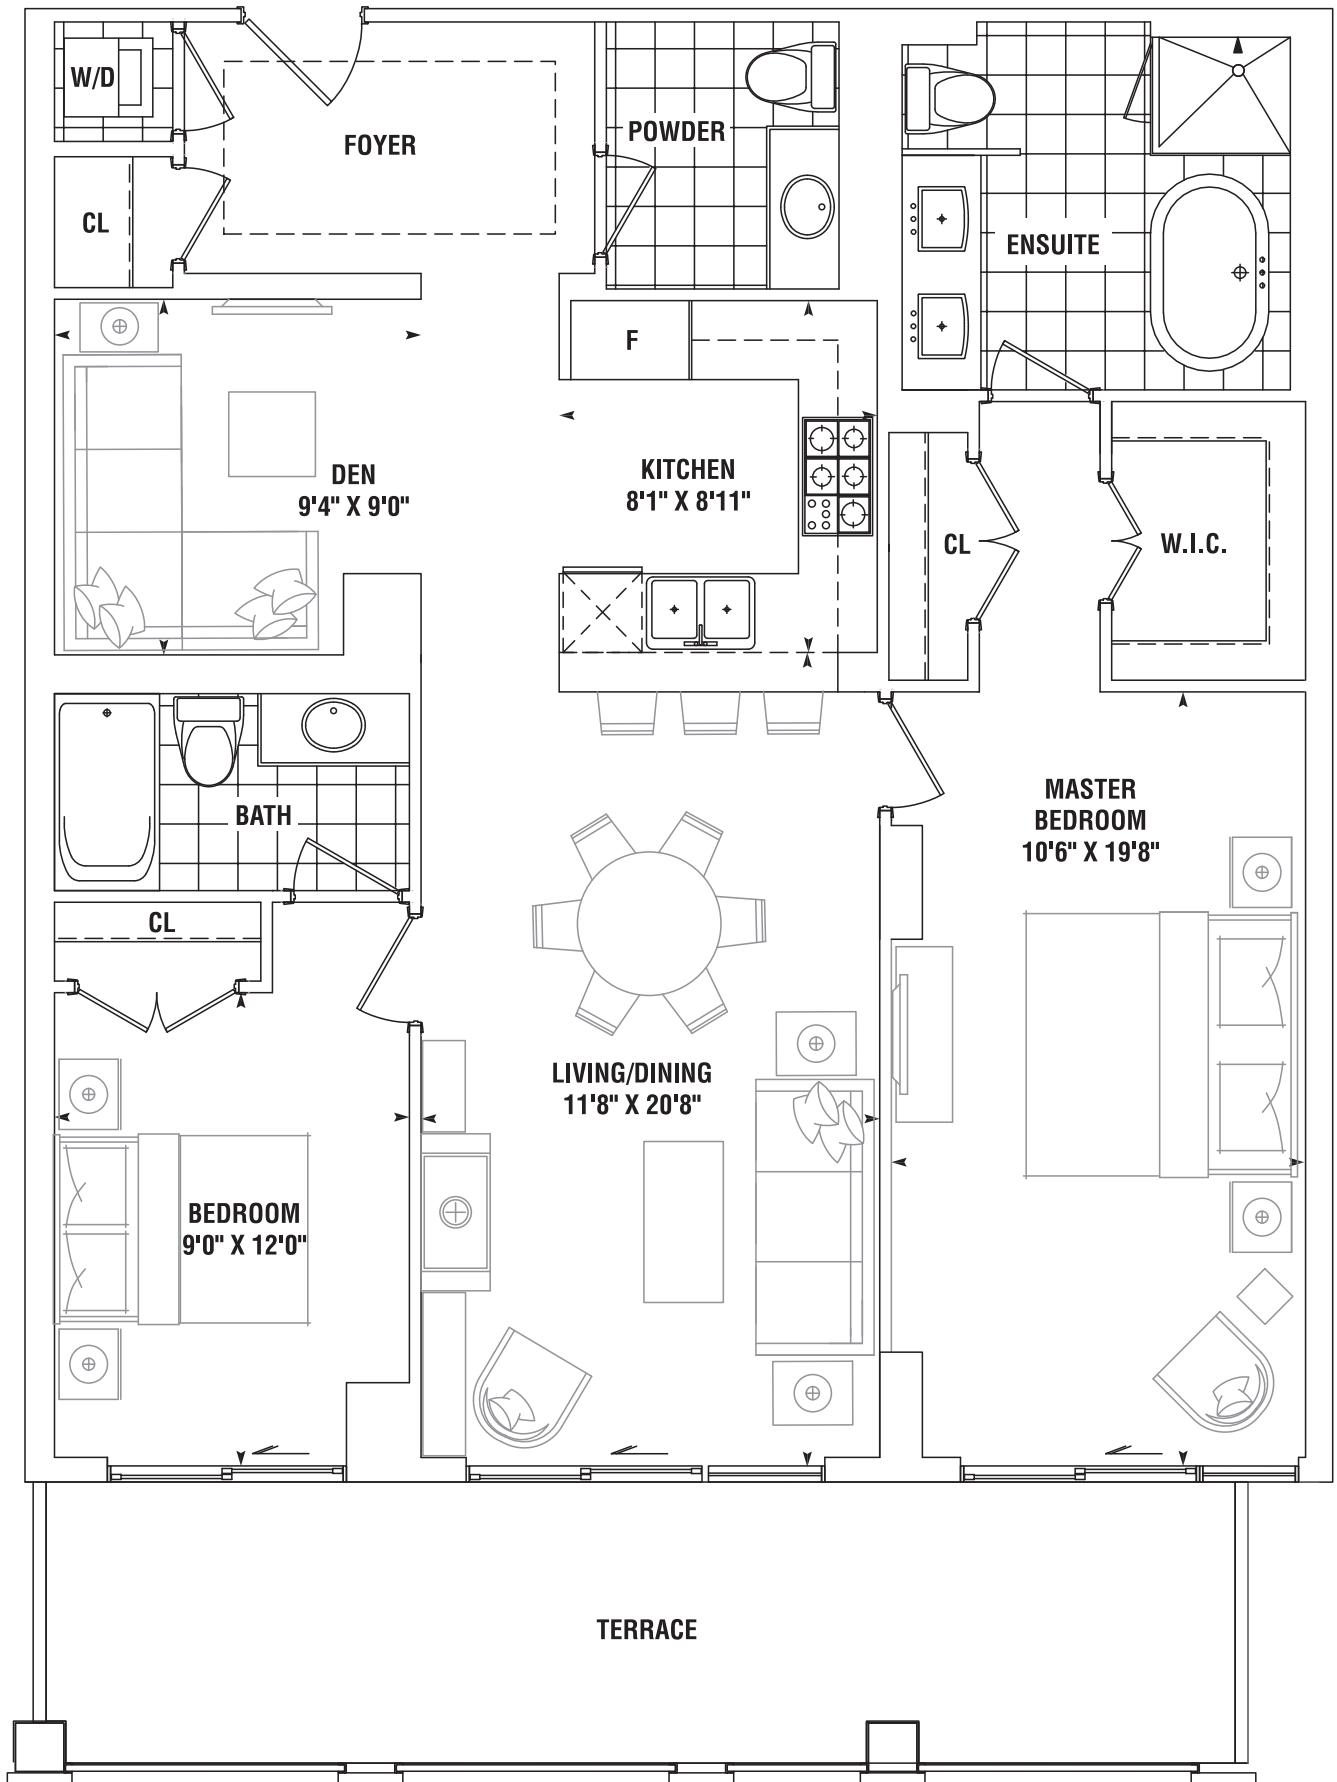 W/D
FOYER
POWDER
CL
ENSUITE
F
DEN
9'4" X 9'0"
KITCHEN
8'1" X 8'11"
CL
W.I.C.
BATH
MASTER
BEDROOM
10'6" X 19'8"
CL
LIVING/DINING
11'8" X 20'8"
BEDROOM
9'0" X 12'0"
TERRACE